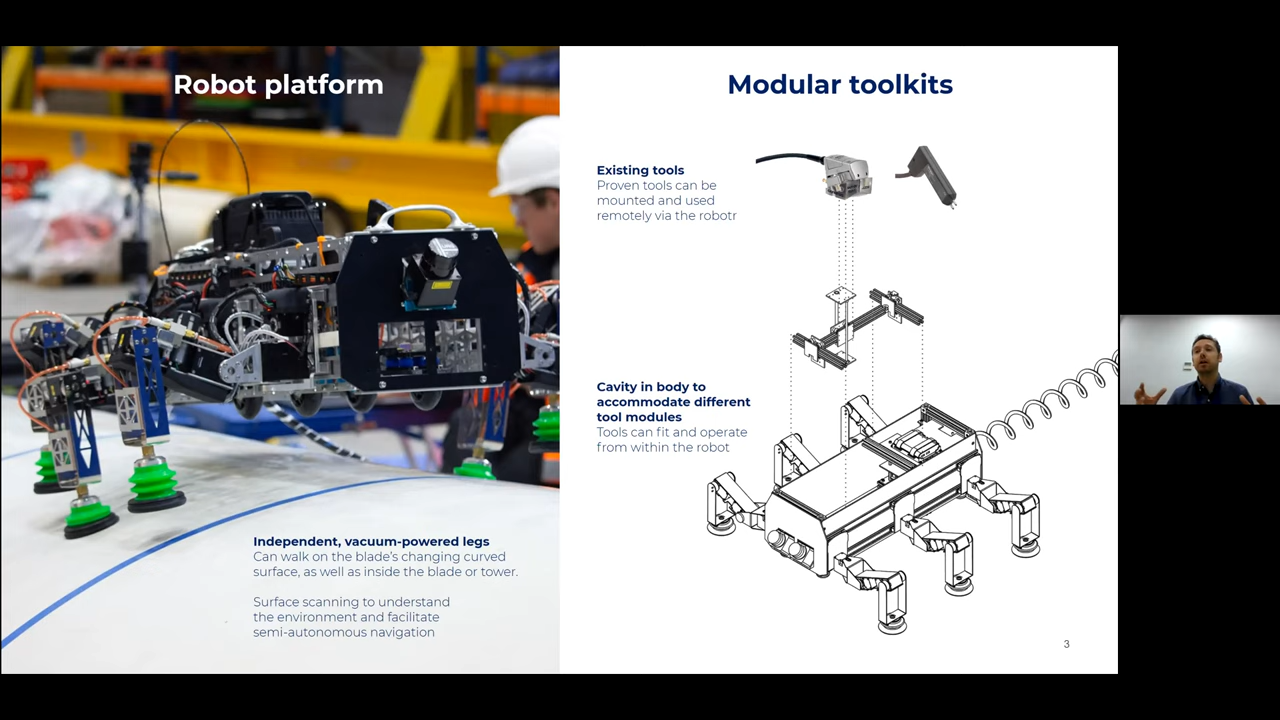 Robot platform
Independent, vacuum-powered legs
Can walk on the blade's changing curved
surface, as well as inside the blade or tower.
Surface scanning to understand
the environment and facilitate
semi-autonomous navigation
Modular toolkits
Existing tools
Proven tools can be
mounted and used
remotely via the robotr
Cavity in body to
accommodate different
tool modules
Tools can fit and operate
from within the robot
3